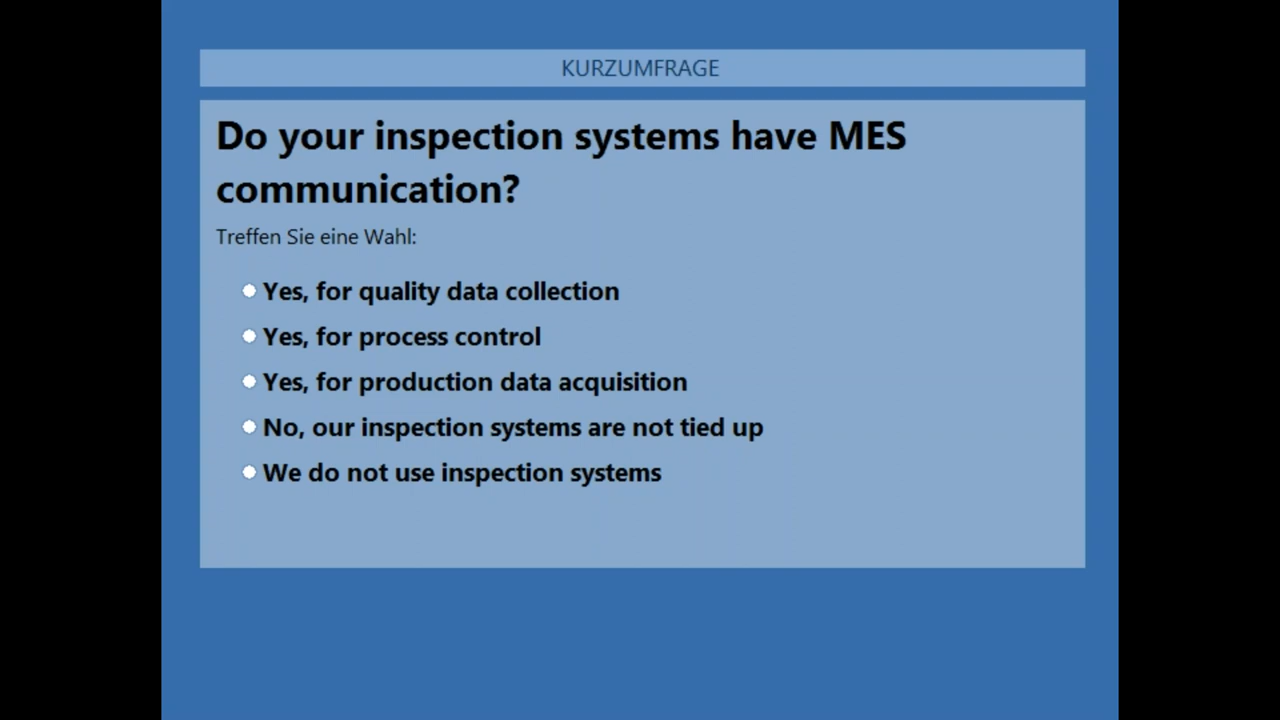 KURZUMFRAGE
Do your inspection systems have MES
communication?
Treffen Sie eine Wahl:
Yes, for quality data collection
Yes, for process control
Yes, for production data acquisition
No, our inspection systems are not tied up
We do not use inspection systems